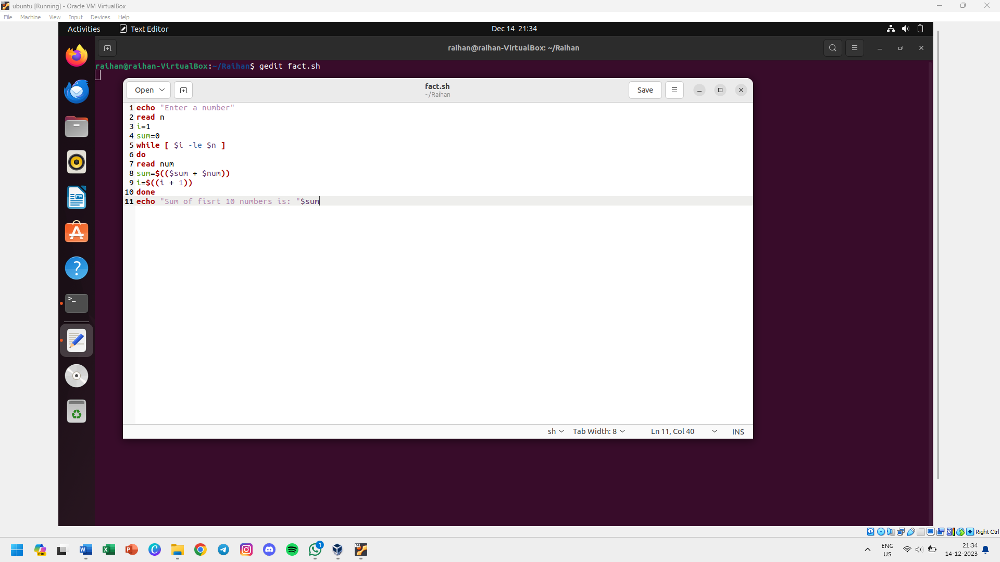 ubuntu [Running] - Oracle VM VirtualBox
File Machine View Input Devices Help
Activities Text Editor Dec 14 21:34
raihan@raihan-VirtualBox: ~/Raihan
raihan@raihan-VirtualBox:~/Raihan$ gedit fact.sh
Open fact.sh Save
~/Raihan
1 echo "Enter a number"
2 read n
3 i=1
4 sum=0
5 while [ $i -le $n ]
6 do
7 read num
8 sum=$(($sum + $num))
9 i=$((i + 1))
10 done
11 echo "Sum of fisrt 10 numbers is: "$sum
sh Tab Width: 8 Ln 11, Col 40 INS
Right Ctrl
ENG 21:34
US 14-12-2023